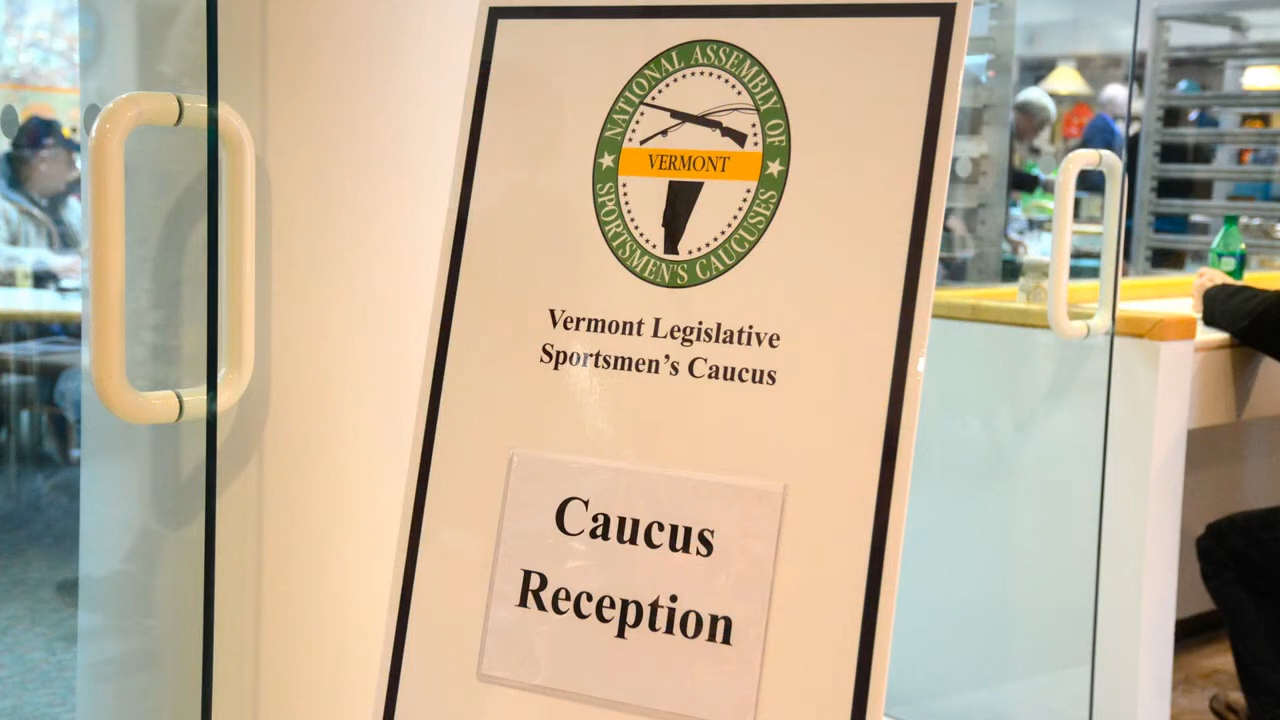 NATIONAL ASSEMBLY OF
VERMONT
SPORTSMEN'S CAUCUSES
Vermont Legislative
Sportsmen’s Caucus
Caucus
Reception